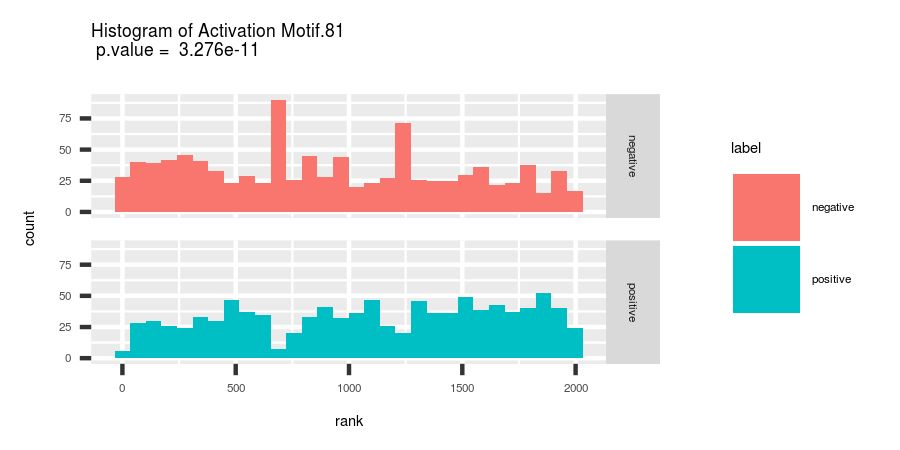 Histogram of Activation Motif.81
p.value = 3.276e-11
count
75
50
25
0
negative
75
50
25
0
positive
0 500 1000 1500 2000
rank
label
negative
positive